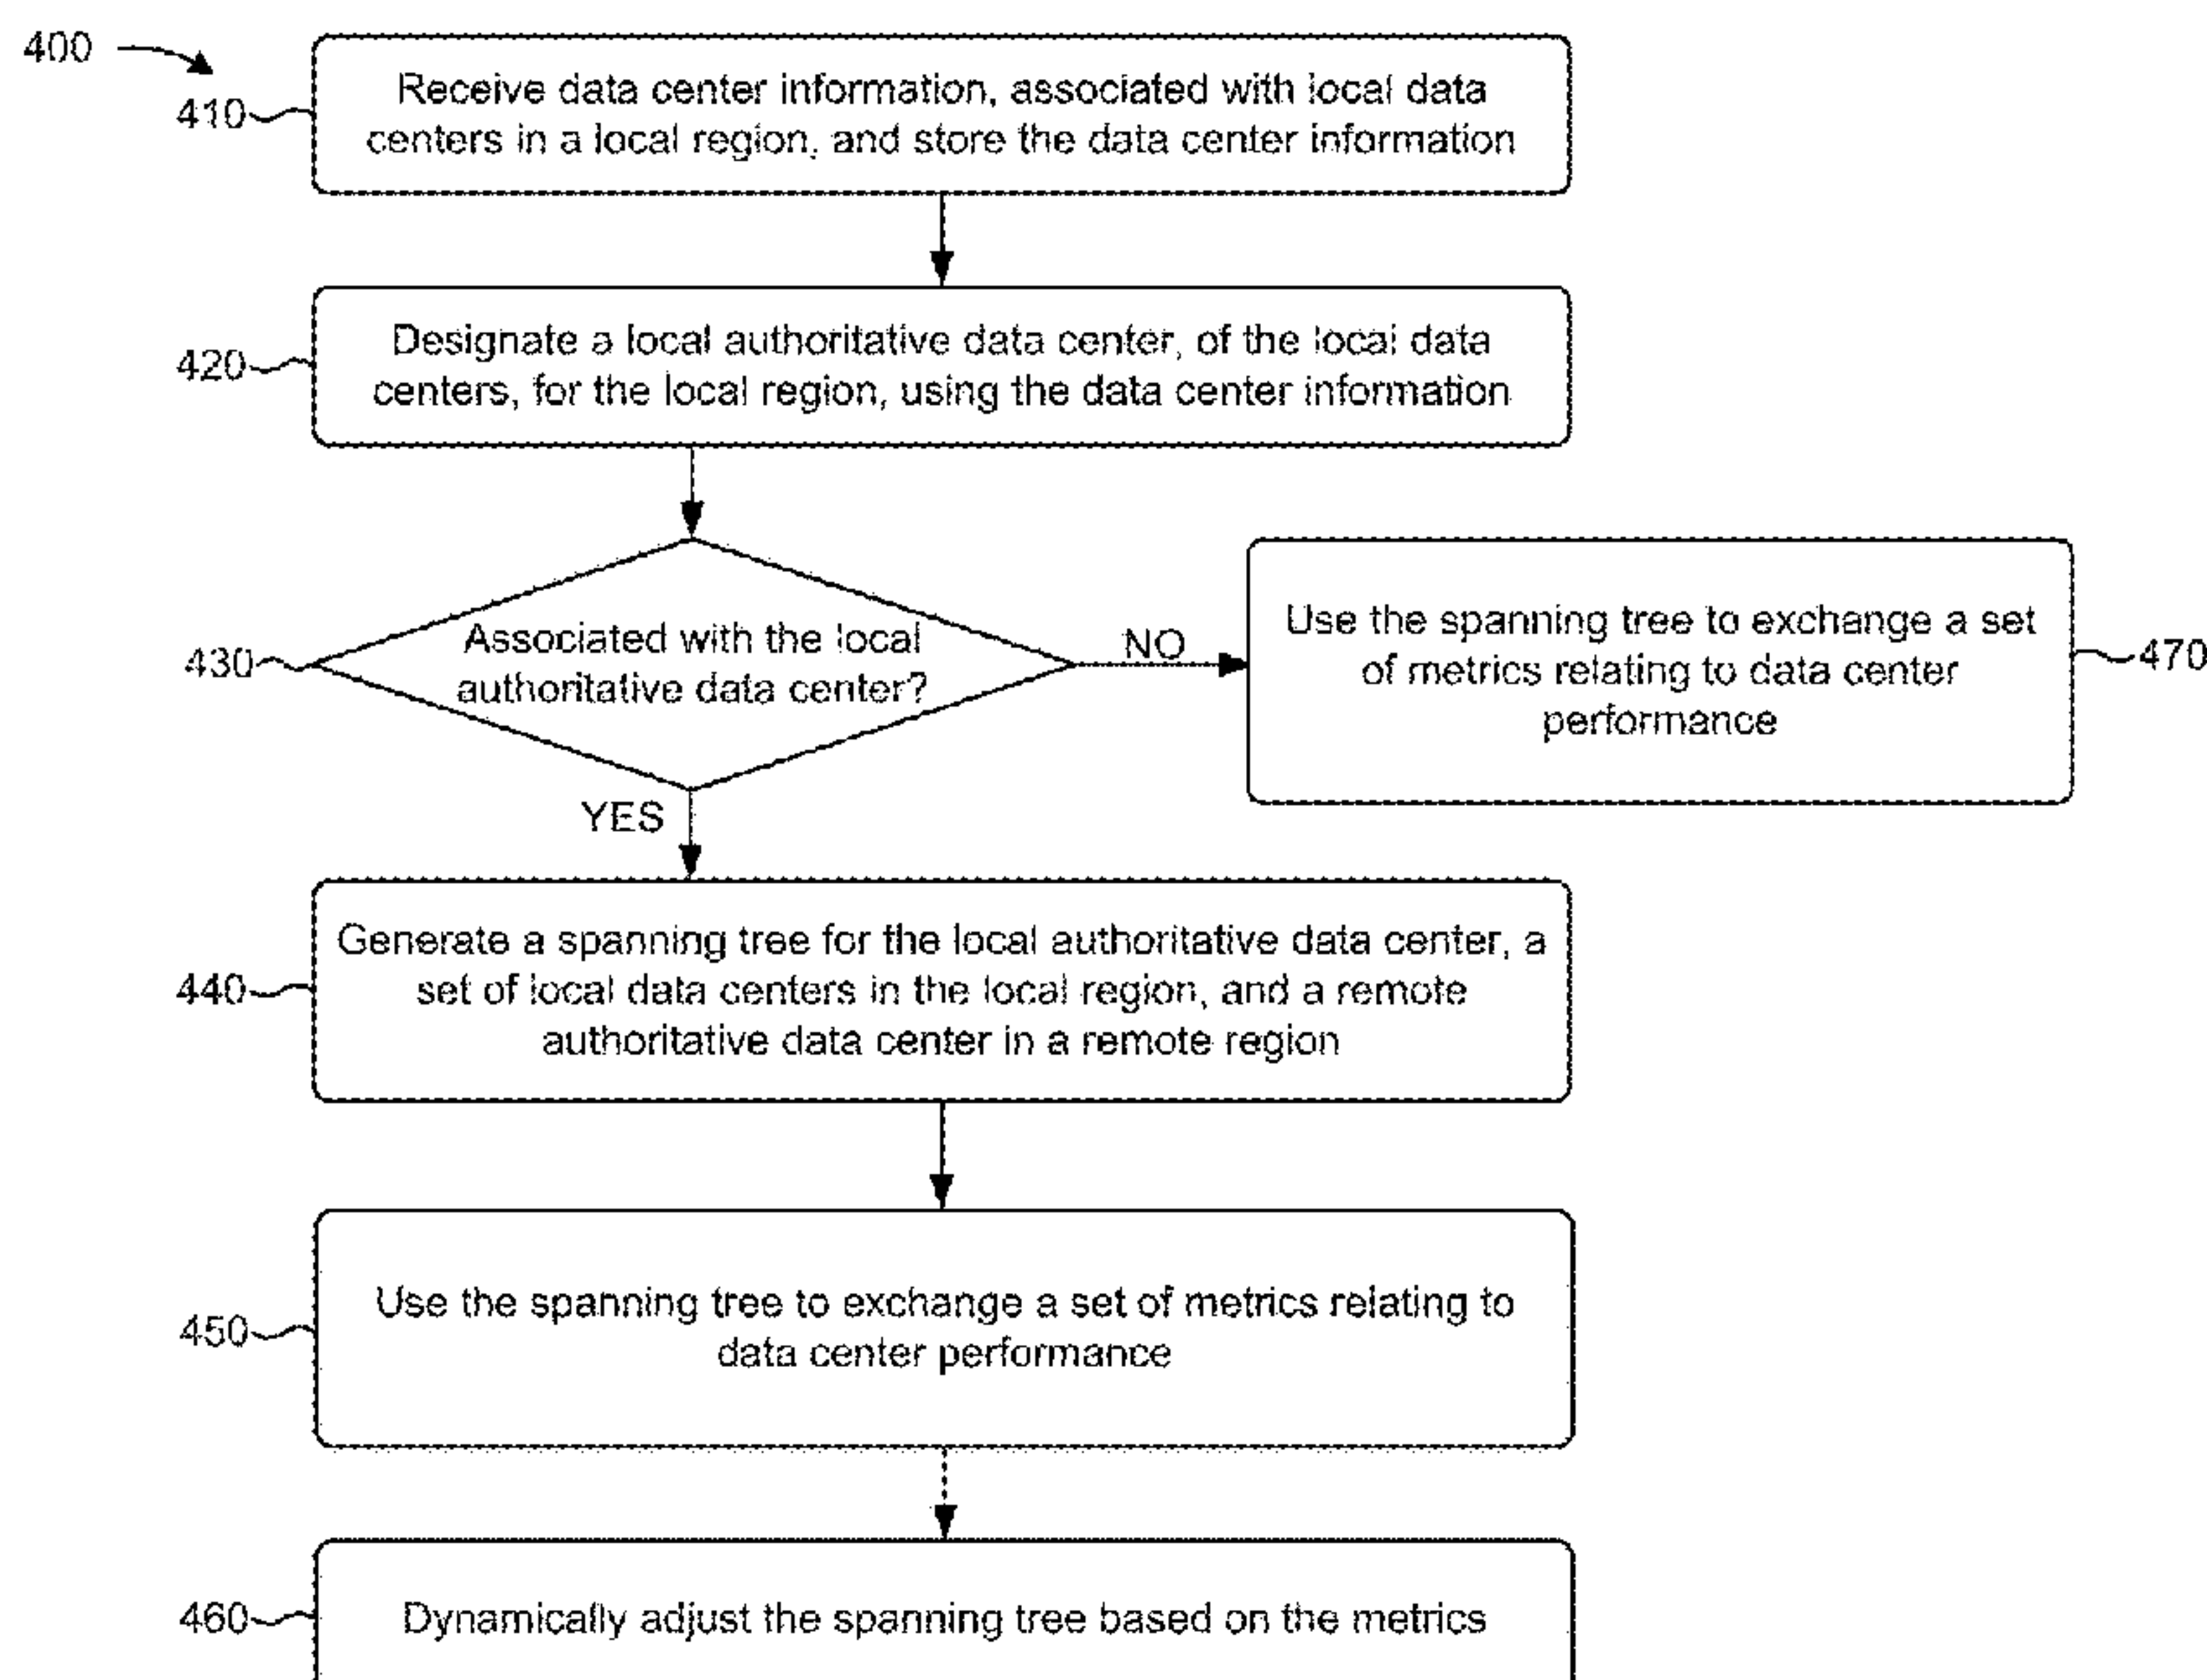 400
410
Receive data center information, associated with local data
centers in a local region, and store the data center information
420
Designate a local authoritative data center, of the local data
centers, for the local region, using the data center information
430
Associated with the local
authoritative data center?
NO
Use the spanning tree to exchange a set
of metrics relating to data center
performance
470
YES
440
Generate a spanning tree for the local authoritative data center, a
set of local data centers in the local region, and a remote
authoritative data center in a remote region
450
Use the spanning tree to exchange a set of metrics relating to
data center performance
460
Dynamically adjust the spanning tree based on the metrics